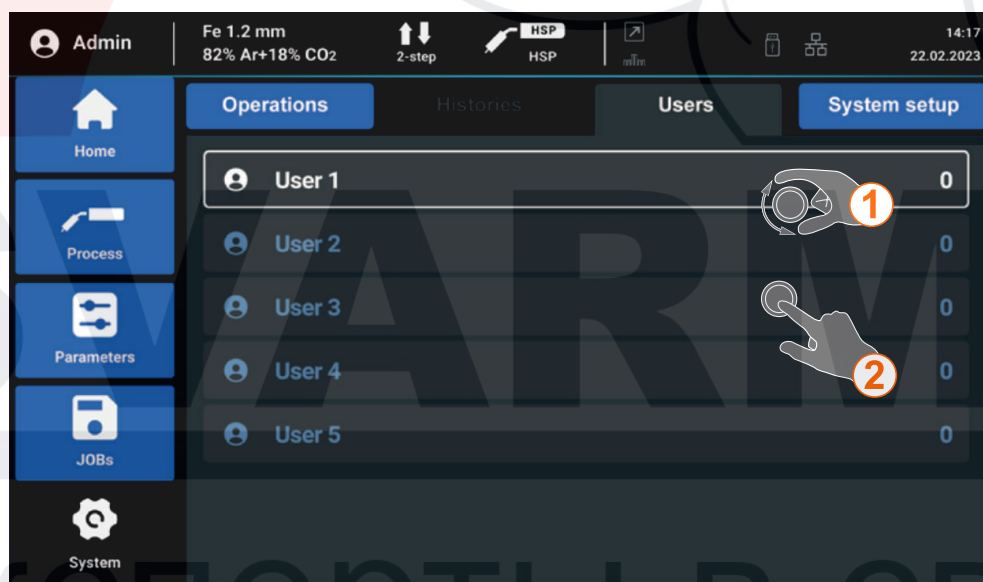 Admin
Fe 1.2 mm
82% Ar+18% CO2
2-step
HSP
HSP
14:17
22.02.2023
Home
Process
Parameters
JOBs
System
Operations
Histories
Users
System setup
User 1 0
User 2 0
User 3 0
User 4 0
User 5 0
1
2
SVARM